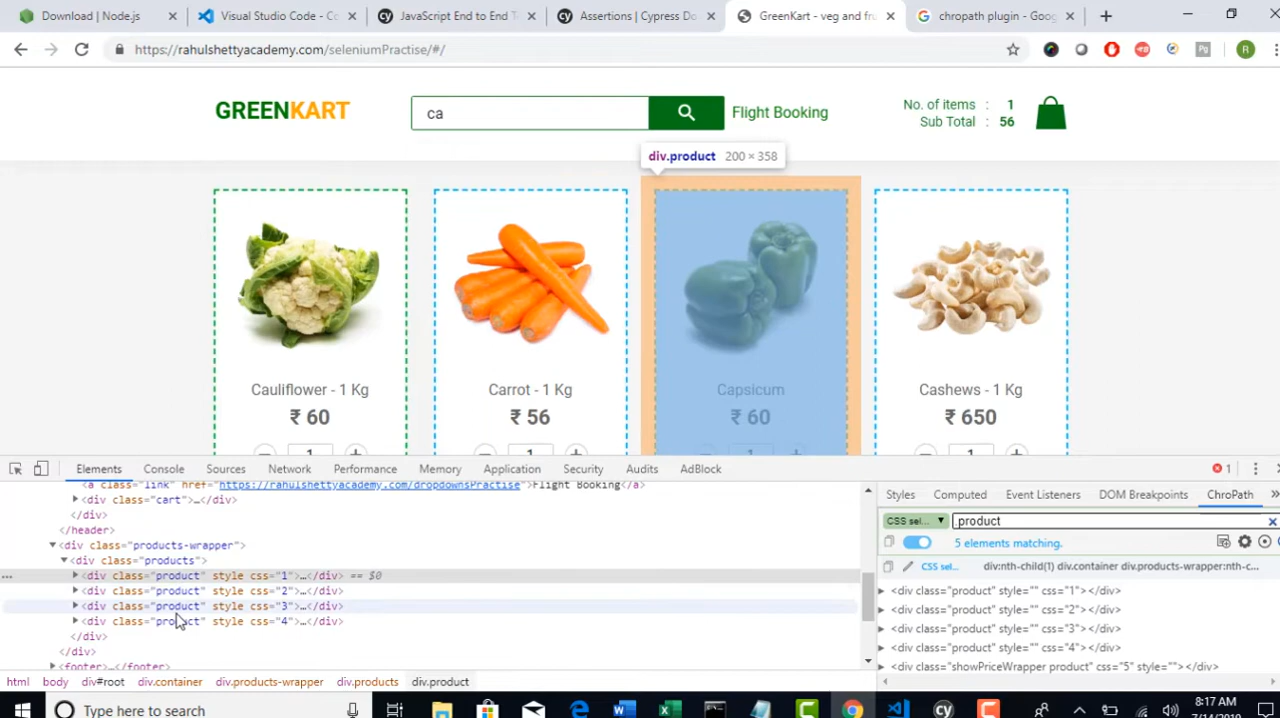 Download | Node.js
Visual Studio Code - Co
JavaScript End to End T
Assertions | Cypress Do
GreenKart - veg and fru
chropath plugin - Goog
https://rahulshettyacademy.com/seleniumPractise/#/
R
GREENKART
ca
Flight Booking
No. of items : 1
Sub Total : 56
div.product 200 × 358
Cauliflower - 1 Kg
₹ 60
1
Carrot - 1 Kg
₹ 56
1
Capsicum
₹ 60
1
Cashews - 1 Kg
₹ 650
1
Elements Console Sources Network Performance Memory Application Security Audits AdBlock
1
<a class="link" href="https://rahulshettyacademy.com/dropdownsPractise">Flight Booking</a>
<div class="cart">…</div>
</div>
</header>
<div class="products-wrapper">
<div class="products">
<div class="product" style css="1">…</div> == $0
<div class="product" style css="2">…</div>
<div class="product" style css="3">…</div>
<div class="product" style css="4">…</div>
</div>
</div>
<footer>…</footer>
html body div#root div.container div.products-wrapper div.products div.product
Styles Computed Event Listeners DOM Breakpoints ChroPath
CSS sel... .product
5 elements matching.
CSS sel... div:nth-child(1) div.container div.products-wrapper:nth-c...
<div class="product" style="" css="1" ></div>
<div class="product" style="" css="2" ></div>
<div class="product" style="" css="3" ></div>
<div class="product" style="" css="4" ></div>
<div class="showPriceWrapper product" css="5" style=""></div>
Type here to search
8:17 AM